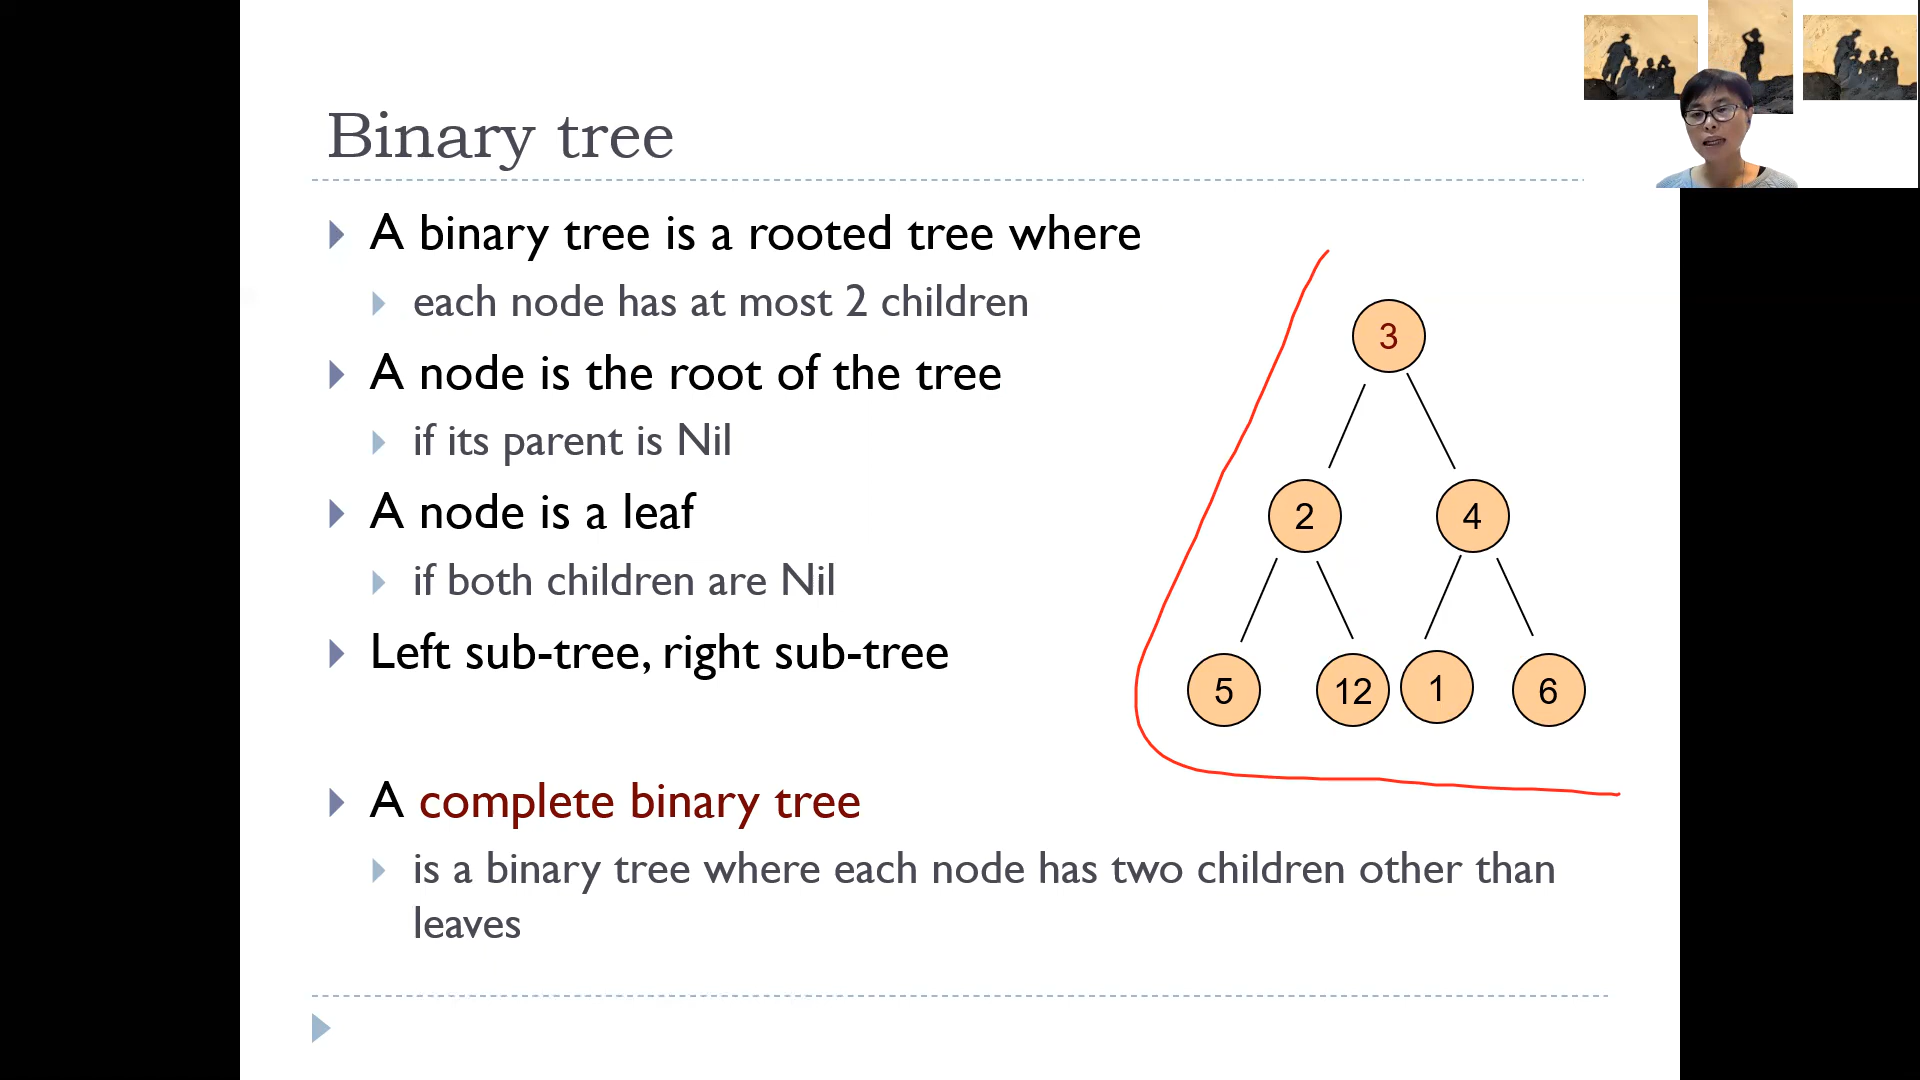 Binary tree
A binary tree is a rooted tree where
each node has at most 2 children
A node is the root of the tree
if its parent is Nil
A node is a leaf
if both children are Nil
Left sub-tree, right sub-tree
A complete binary tree
is a binary tree where each node has two children other than
leaves
3
2 4
5 12 1 6